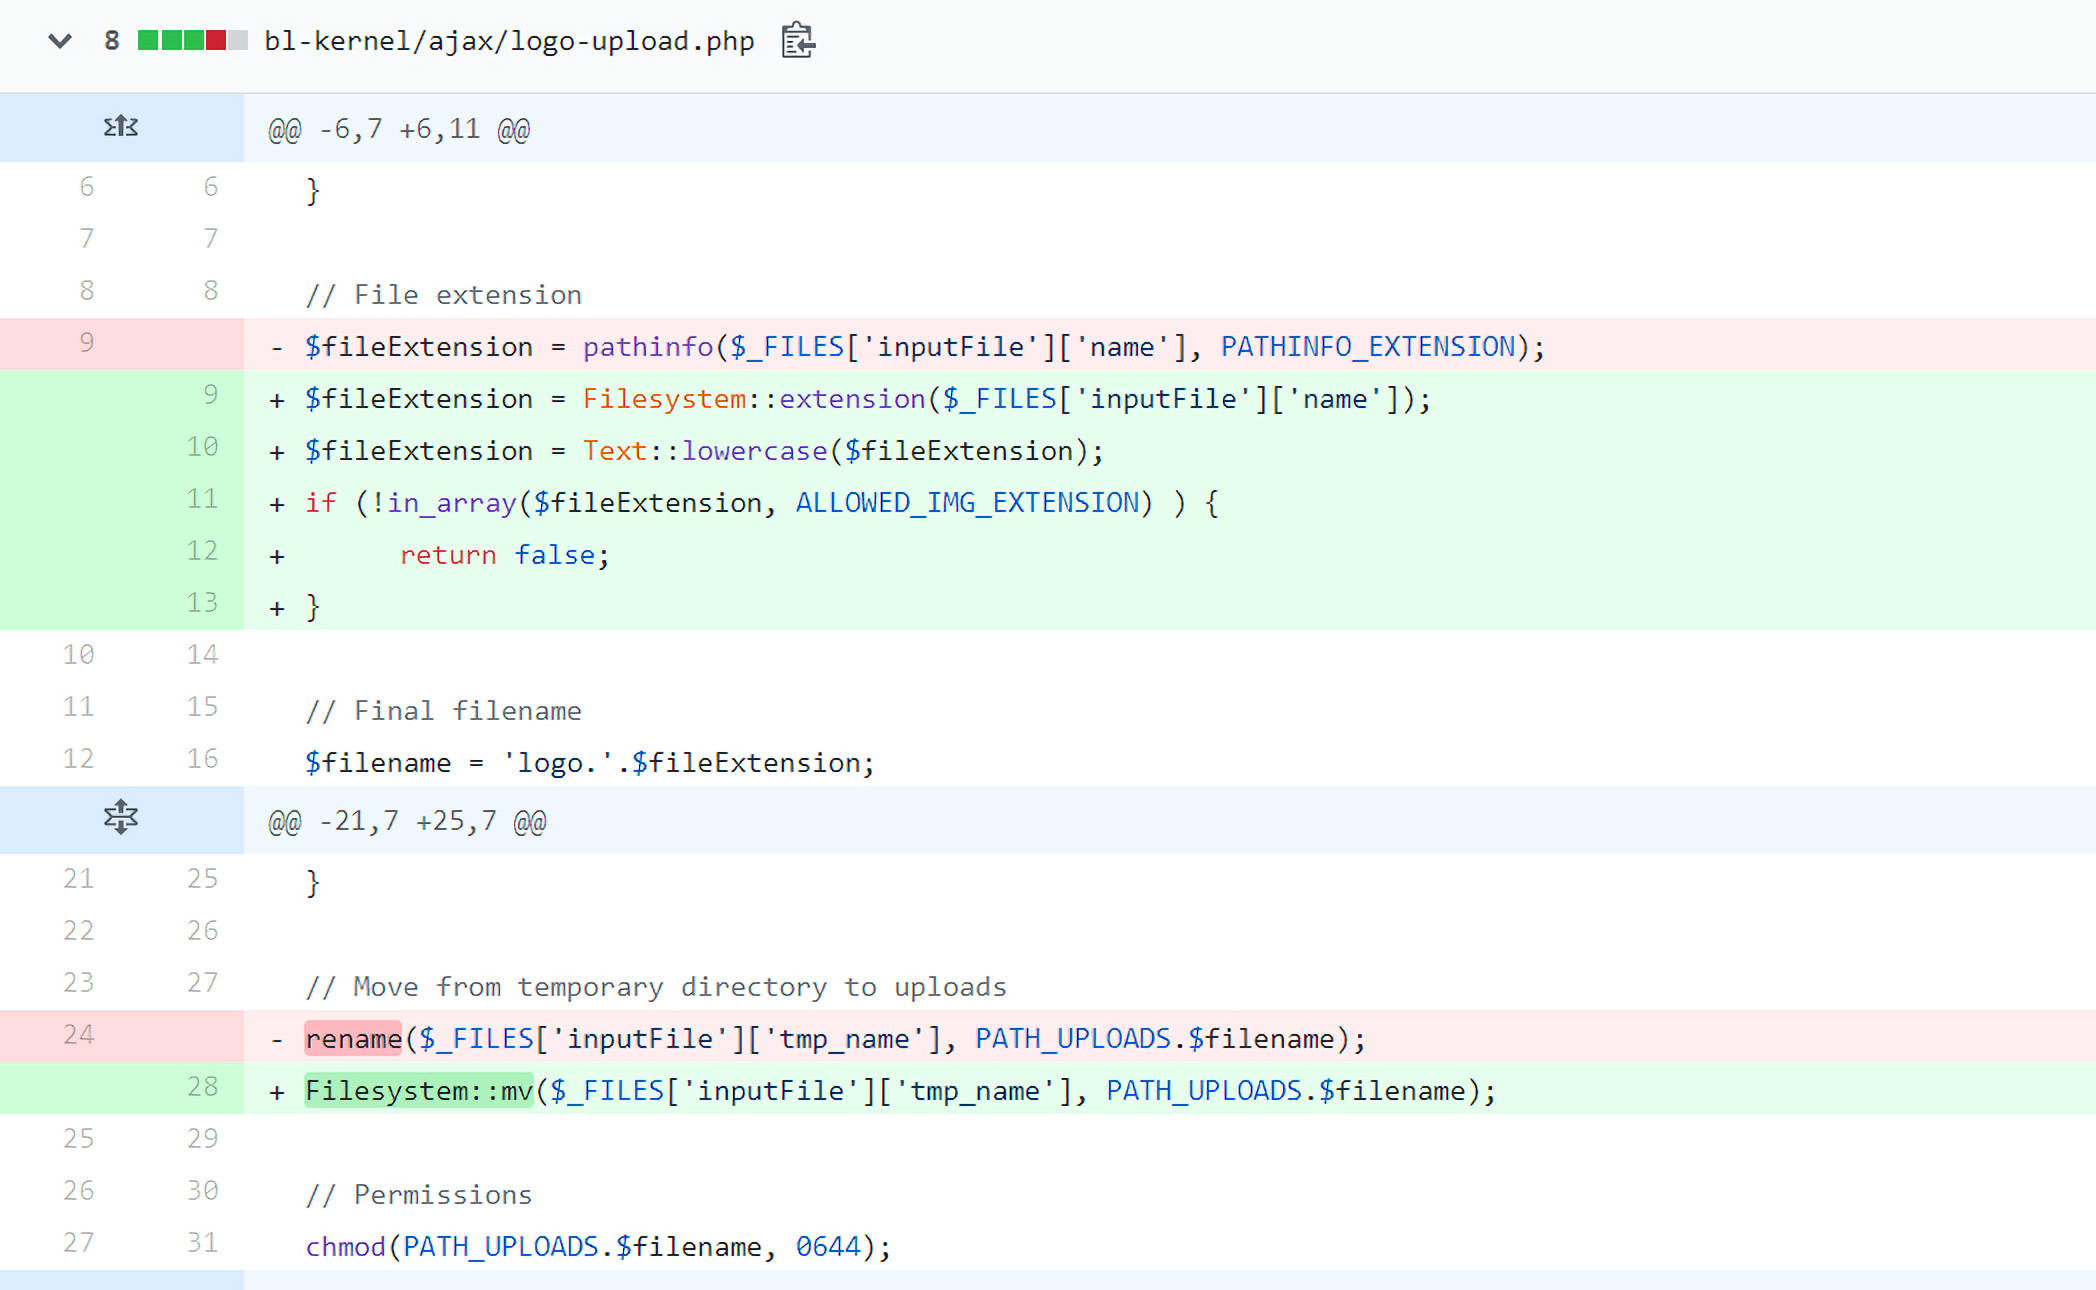 8 bl-kernel/ajax/logo-upload.php
@@ -6,7 +6,11 @@
6 6 }
7 7
8 8 // File extension
9 - $fileExtension = pathinfo($_FILES['inputFile']['name'], PATHINFO_EXTENSION);
9 + $fileExtension = Filesystem::extension($_FILES['inputFile']['name']);
10 + $fileExtension = Text::lowercase($fileExtension);
11 + if (!in_array($fileExtension, ALLOWED_IMG_EXTENSION) ) {
12 + return false;
13 + }
10 14
11 15 // Final filename
12 16 $filename = 'logo.'.$fileExtension;
@@ -21,7 +25,7 @@
21 25 }
22 26
23 27 // Move from temporary directory to uploads
24 - rename($_FILES['inputFile']['tmp_name'], PATH_UPLOADS.$filename);
28 + Filesystem::mv($_FILES['inputFile']['tmp_name'], PATH_UPLOADS.$filename);
25 29
26 30 // Permissions
27 31 chmod(PATH_UPLOADS.$filename, 0644);